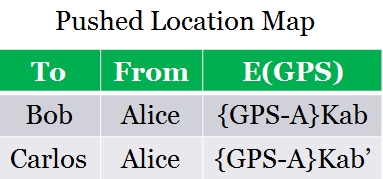 Pushed Location Map
To From E(GPS)
Bob Alice {GPS-A}Kab
Carlos Alice {GPS-A}Kab’